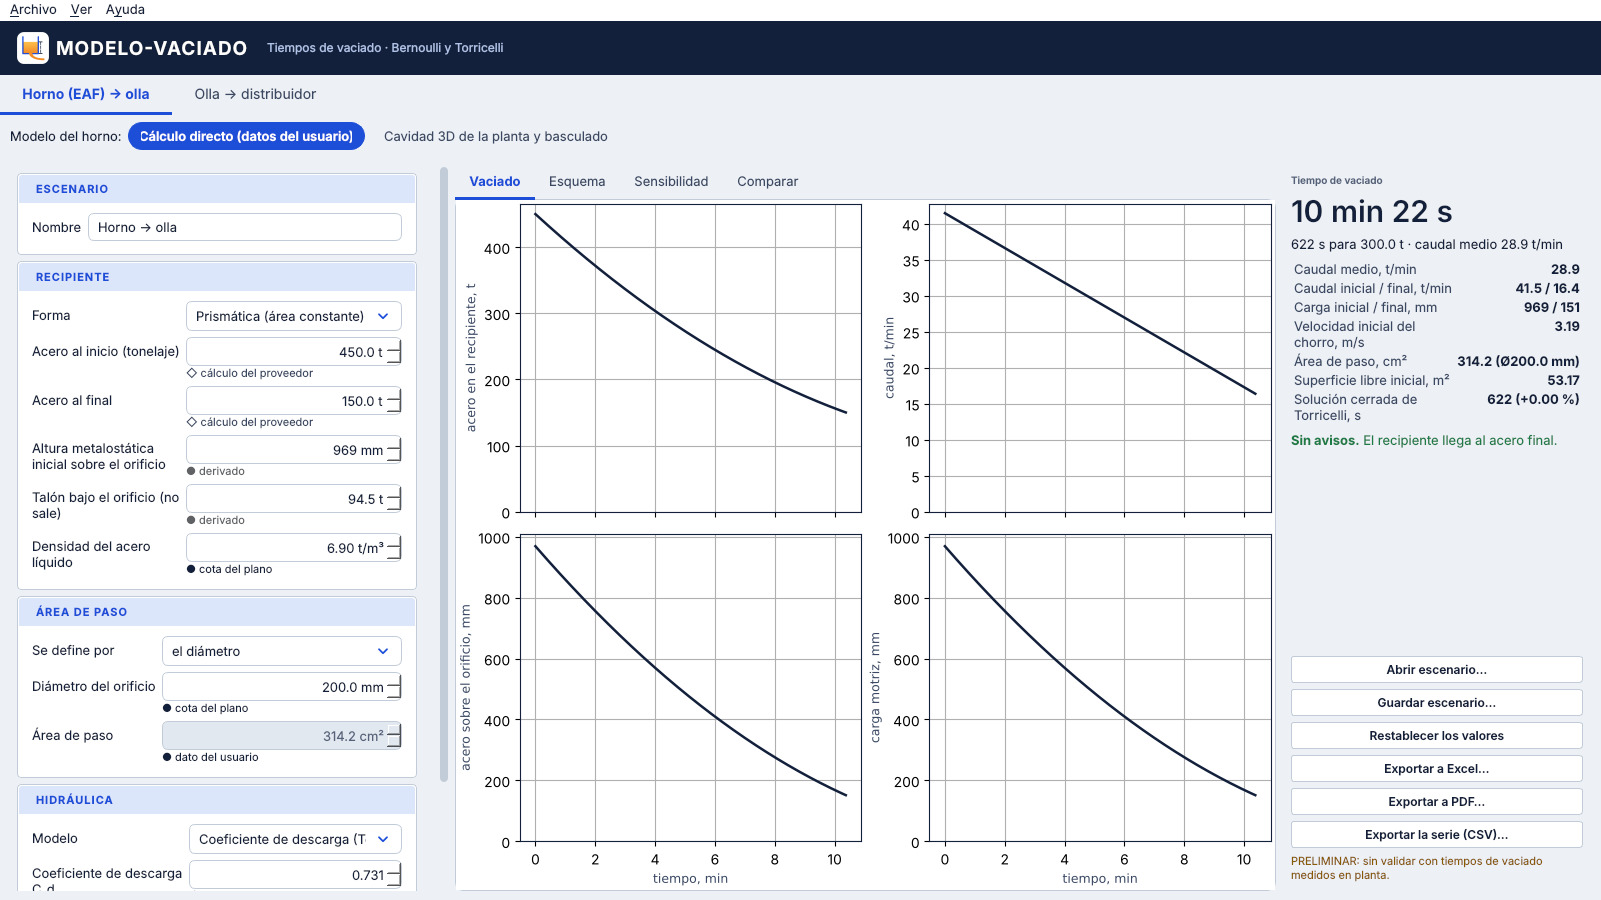 Archivo Ver Ayuda
MODELO-VACIADO Tiempos de vaciado · Bernoulli y Torricelli
Horno (EAF) → olla Olla → distribuidor
Modelo del horno: Cálculo directo (datos del usuario) Cavidad 3D de la planta y basculado
ESCENARIO
Nombre Horno → olla
RECIPIENTE
Forma Prismática (área constante)
Acero al inicio (tonelaje) 450.0 t
◇ cálculo del proveedor
Acero al final 150.0 t
◇ cálculo del proveedor
Altura metalostática
inicial sobre el orificio 969 mm
● derivado
Talón bajo el orificio (no
sale) 94.5 t
● derivado
Densidad del acero
líquido 6.90 t/m³
● cota del plano
ÁREA DE PASO
Se define por el diámetro
Diámetro del orificio 200.0 mm
● cota del plano
Área de paso 314.2 cm²
● dato del usuario
HIDRÁULICA
Modelo Coeficiente de descarga (T
Coeficiente de descarga 0.731
C_d
Vaciado Esquema Sensibilidad Comparar
acero en el recipiente, t
400
300
200
100
0
caudal, t/min
40
35
30
25
20
15
10
5
0
acero sobre el orificio, mm
1000
800
600
400
200
0
0 2 4 6 8 10
tiempo, min
carga motriz, mm
1000
800
600
400
200
0
0 2 4 6 8 10
tiempo, min
Tiempo de vaciado
10 min 22 s
622 s para 300.0 t · caudal medio 28.9 t/min
Caudal medio, t/min 28.9
Caudal inicial / final, t/min 41.5 / 16.4
Carga inicial / final, mm 969 / 151
Velocidad inicial del 3.19
chorro, m/s
Área de paso, cm² 314.2 (Ø200.0 mm)
Superficie libre inicial, m² 53.17
Solución cerrada de 622 (+0.00 %)
Torricelli, s
Sin avisos. El recipiente llega al acero final.
Abrir escenario...
Guardar escenario...
Restablecer los valores
Exportar a Excel...
Exportar a PDF...
Exportar la serie (CSV)...
PRELIMINAR: sin validar con tiempos de vaciado
medidos en planta.